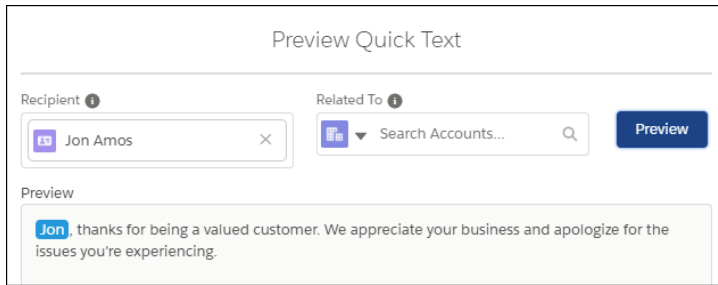 Preview Quick Text
Recipient
Related To
Jon Amos
Search Accounts...
Preview
Preview
Jon, thanks for being a valued customer. We appreciate your business and apologize for the
issues you're experiencing.